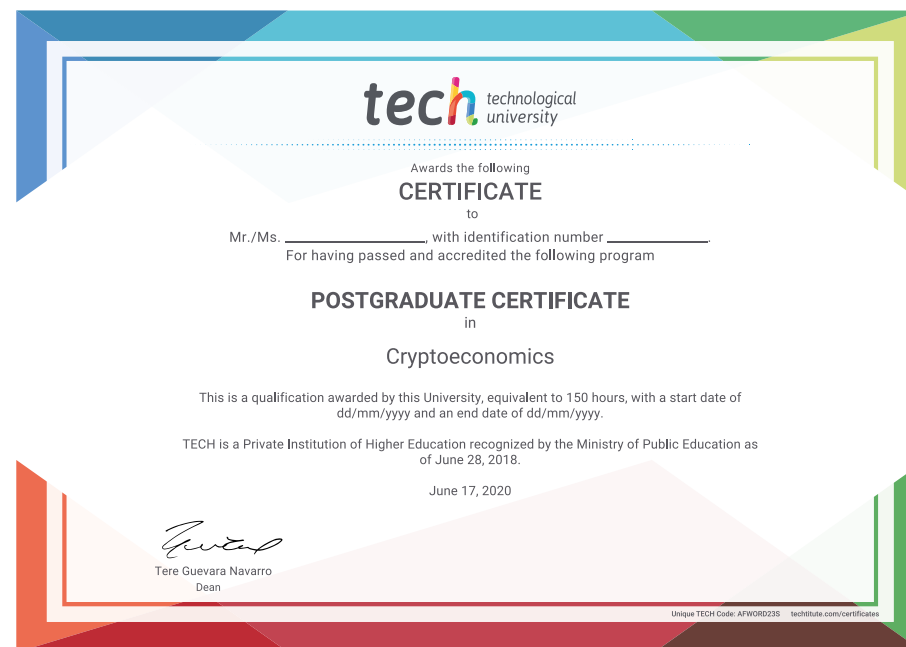 tech technological
university
Awards the following
CERTIFICATE
to
Mr./Ms. ____________________, with identification number ______________.
For having passed and accredited the following program
POSTGRADUATE CERTIFICATE
in
Cryptoeconomics
This is a qualification awarded by this University, equivalent to 150 hours, with a start date of
dd/mm/yyyy and an end date of dd/mm/yyyy.
TECH is a Private Institution of Higher Education recognized by the Ministry of Public Education as
of June 28, 2018.
June 17, 2020
Tere Guevara Navarro
Dean
Unique TECH Code: AFWORD23S techtitute.com/certificates